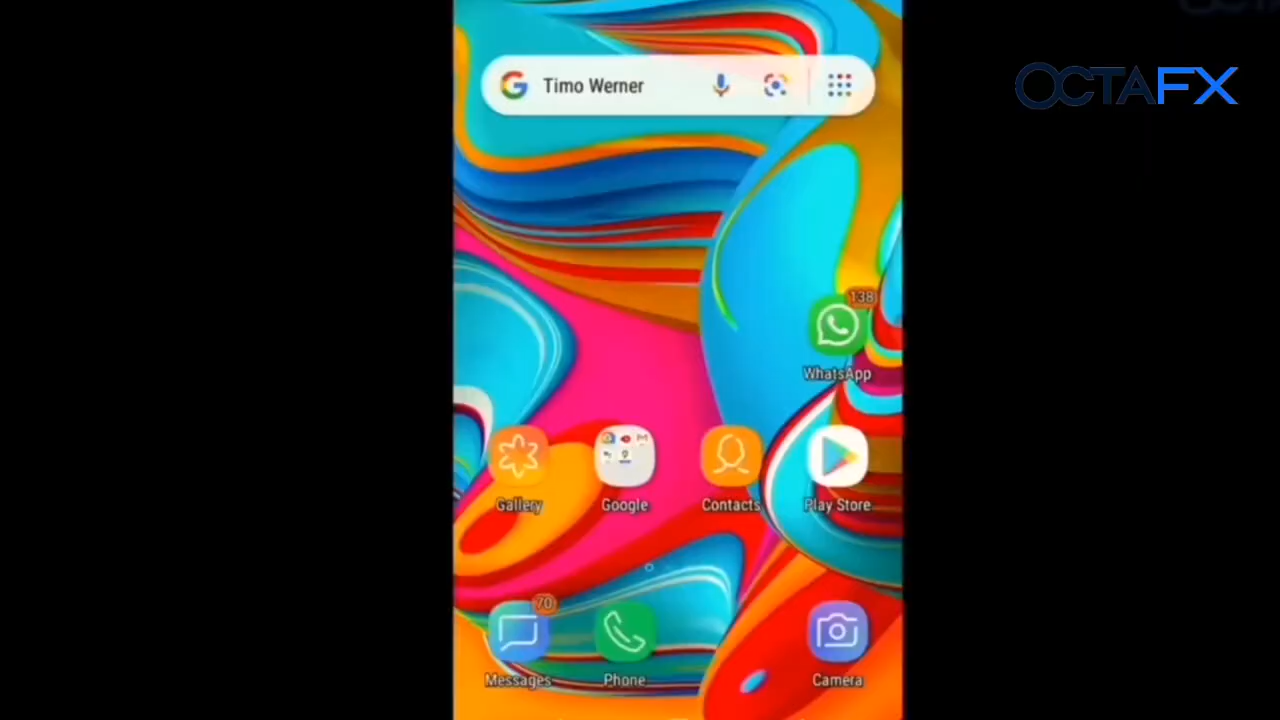 Timo Werner
OCTAFX
138
WhatsApp
Gallery
Google
Contacts
Play Store
70
Messages
Phone
Camera